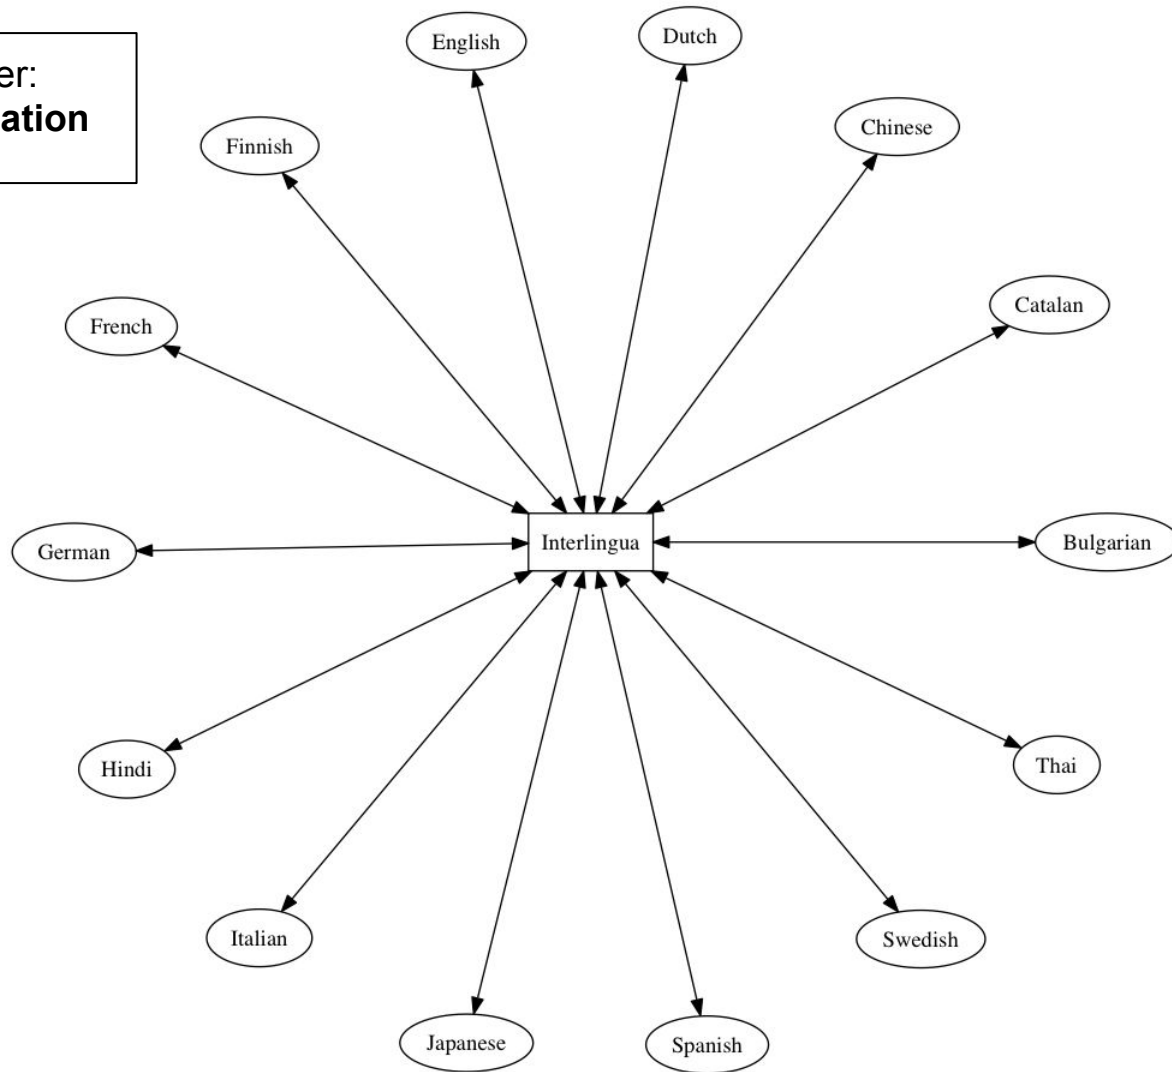 er:
ation
English
Dutch
Chinese
Finnish
Catalan
French
Interlingua
German
Bulgarian
Hindi
Thai
Italian
Swedish
Japanese
Spanish